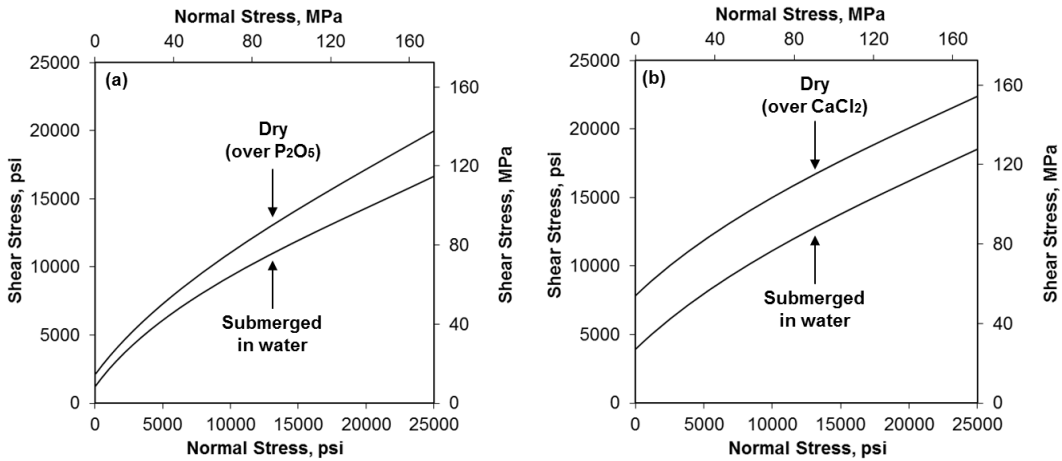 Normal Stress, MPa
0 40 80 120 160
(a)
25000
20000
15000
10000
5000
0
Shear Stress, psi
160
120
80
40
0
Shear Stress, MPa
Dry
(over P₂O₅)
Submerged
in water
0 5000 10000 15000 20000 25000
Normal Stress, psi
Normal Stress, MPa
0 40 80 120 160
(b)
25000
20000
15000
10000
5000
0
Shear Stress, psi
160
120
80
40
0
Shear Stress, MPa
Dry
(over CaCl₂)
Submerged
in water
0 5000 10000 15000 20000 25000
Normal Stress, psi